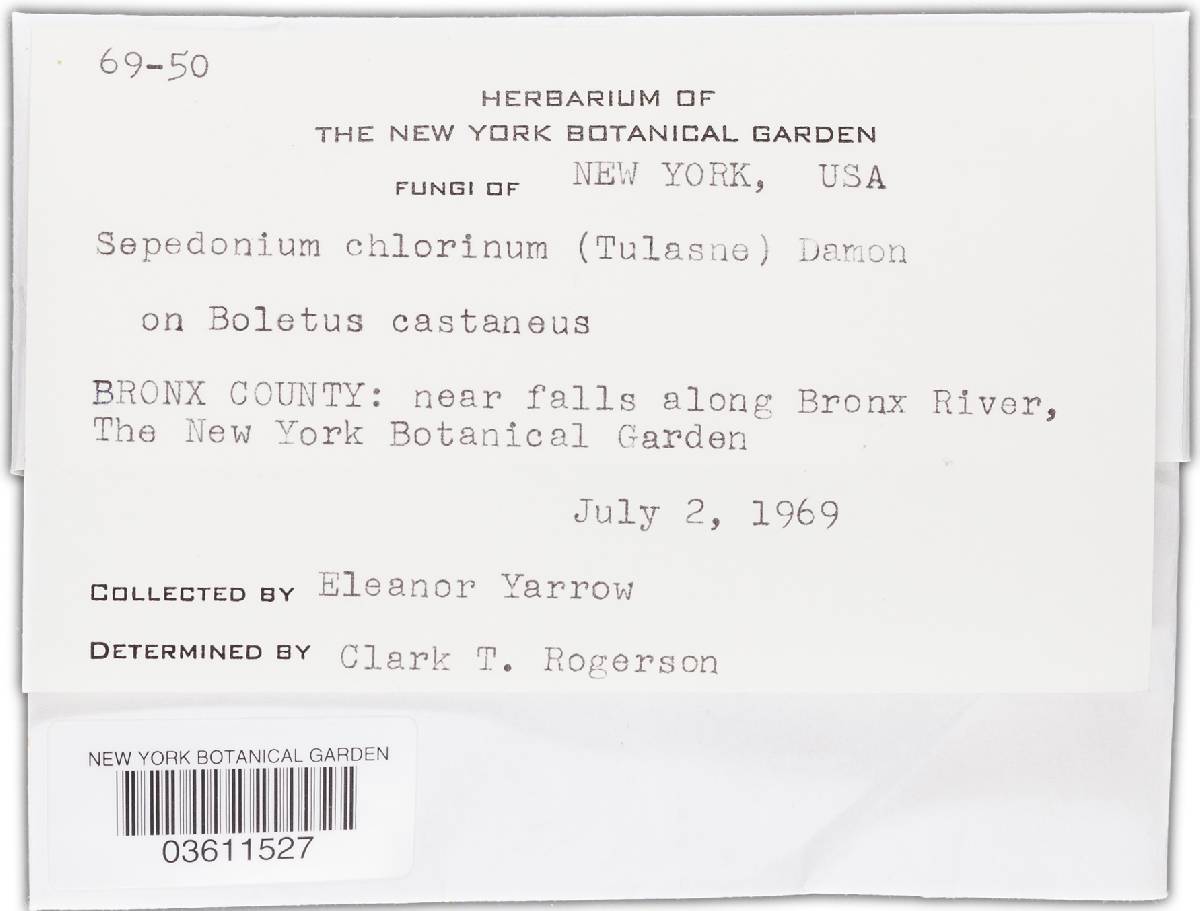 69-50
HERBARIUM OF
THE NEW YORK BOTANICAL GARDEN
FUNGI OF NEW YORK, USA
Sepedonium chlorinum (Tulasne) Damon
on Boletus castaneus
BRONX COUNTY: near falls along Bronx River,
The New York Botanical Garden
July 2, 1969
COLLECTED BY Eleanor Yarrow
DETERMINED BY Clark T. Rogerson
NEW YORK BOTANICAL GARDEN
03611527